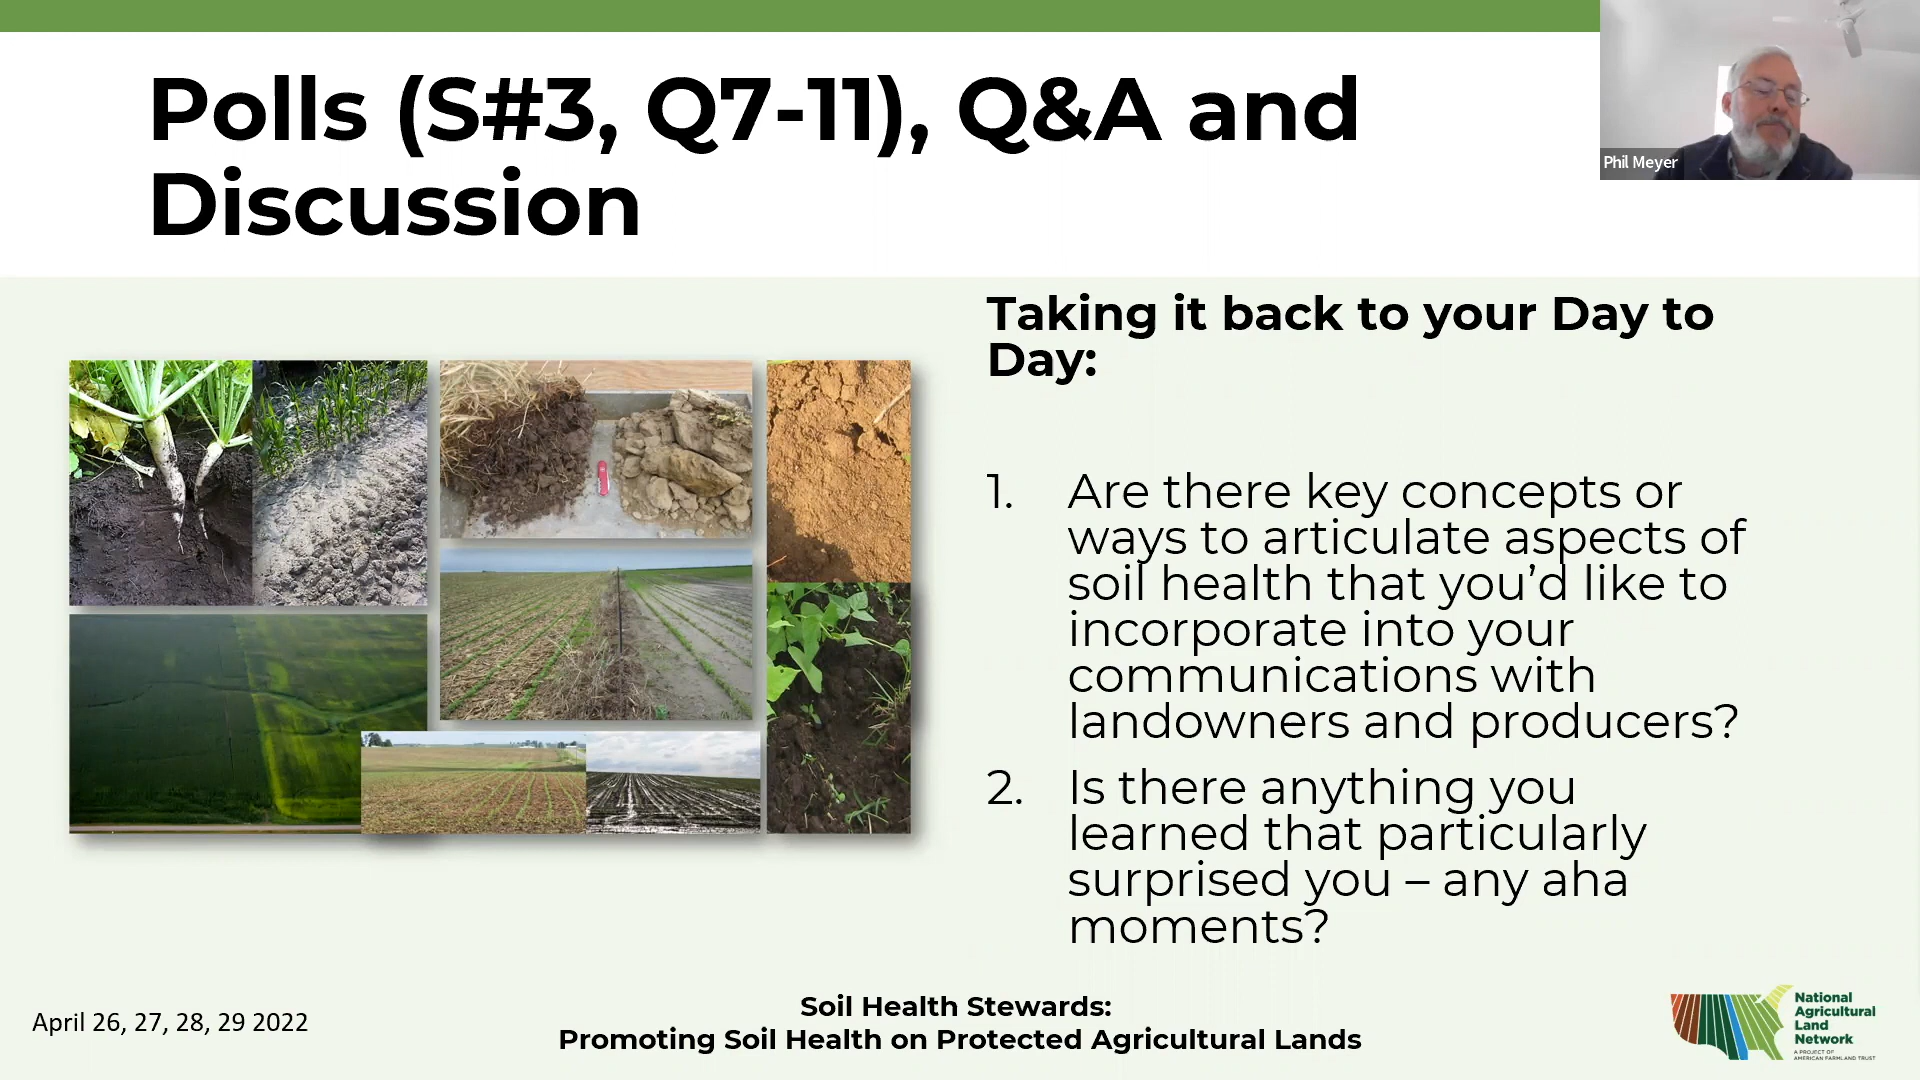 Polls (S#3, Q7-11), Q&A and
Discussion
Phil Meyer
Taking it back to your Day to
Day:
1. Are there key concepts or
ways to articulate aspects of
soil health that you’d like to
incorporate into your
communications with
landowners and producers?
2. Is there anything you
learned that particularly
surprised you – any aha
moments?
April 26, 27, 28, 29 2022
Soil Health Stewards:
Promoting Soil Health on Protected Agricultural Lands
National
Agricultural
Land
Network
A PROJECT OF
AMERICAN FARMLAND TRUST